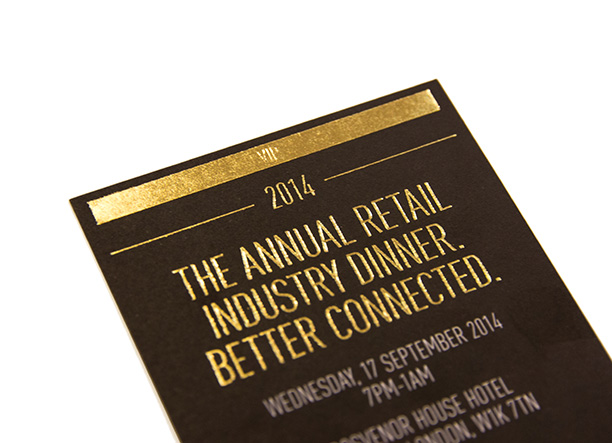 VIP
2014
THE ANNUAL RETAIL
INDUSTRY DINNER.
BETTER CONNECTED.
WEDNESDAY, 17 SEPTEMBER 2014
7PM-1AM
HOUSE HOTEL
W1K 7TN